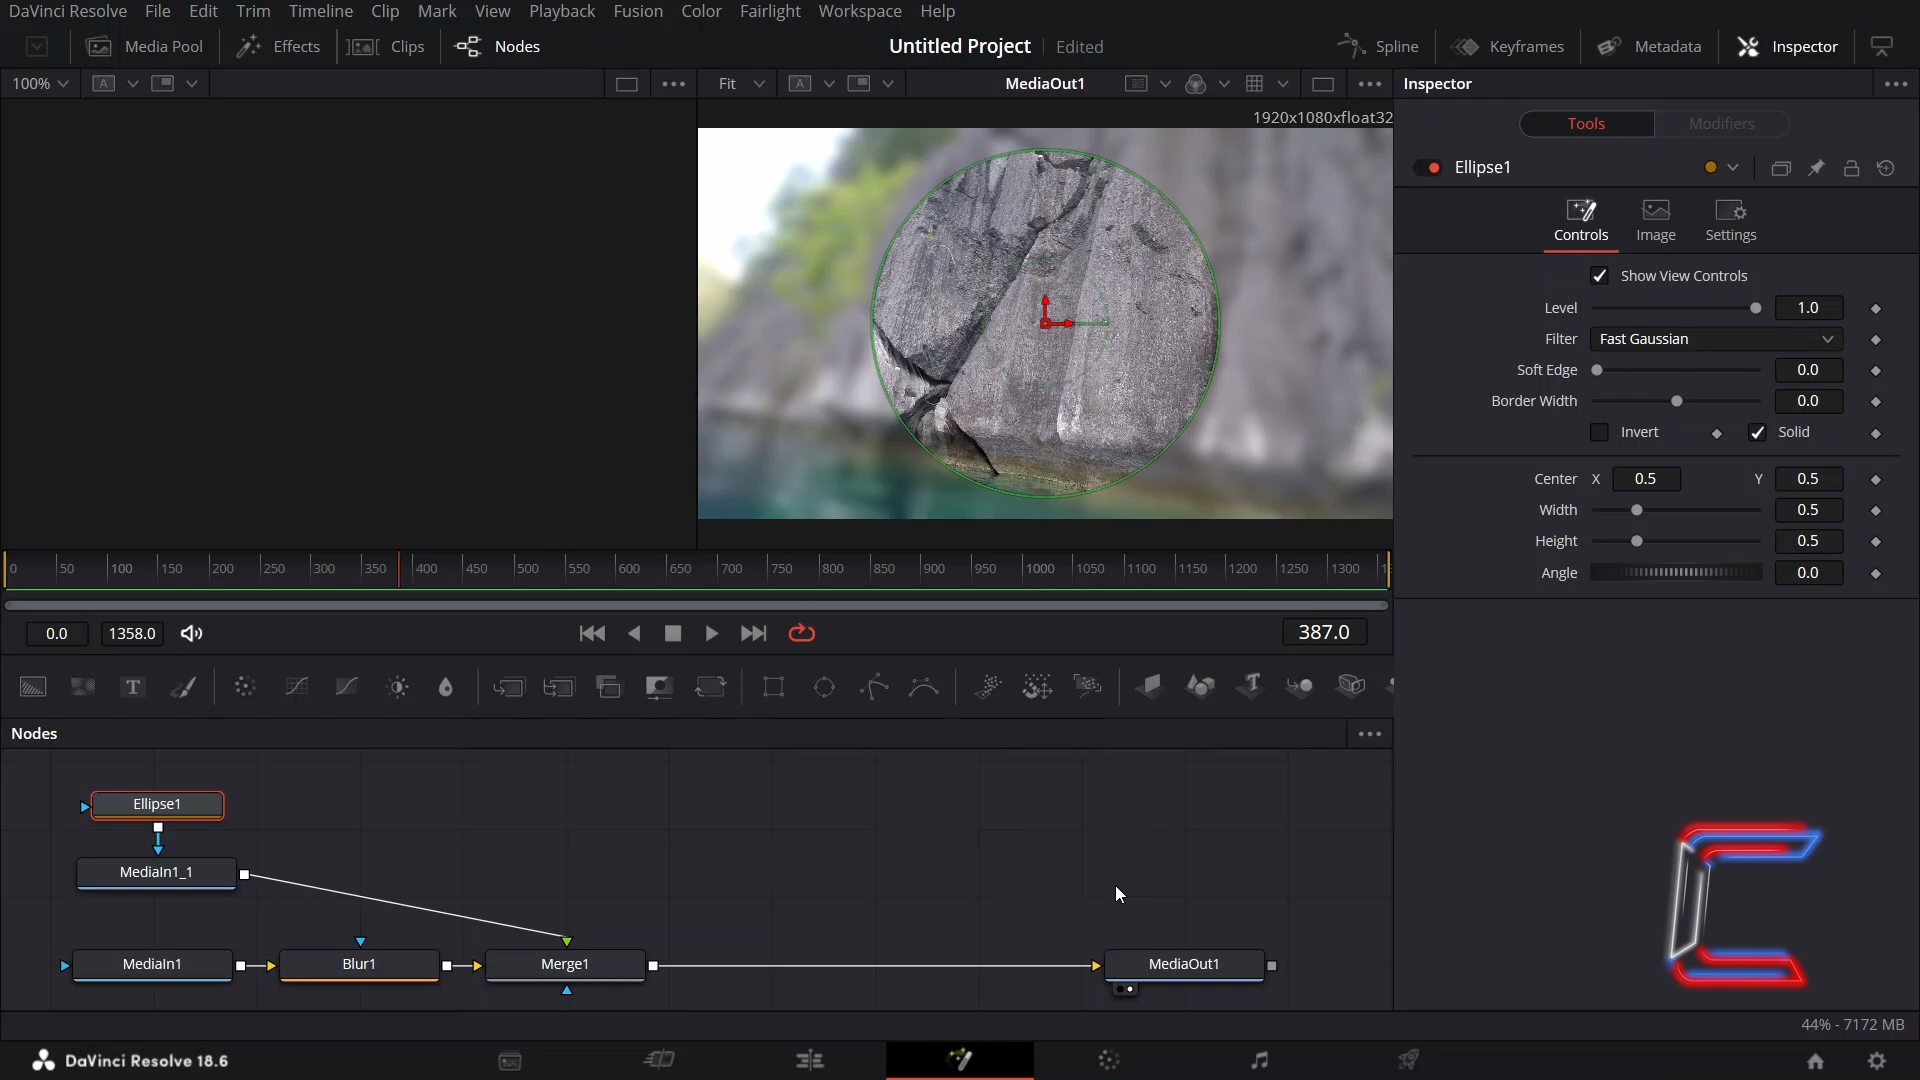 DaVinci Resolve File Edit Trim Timeline Clip Mark View Playback Fusion Color Fairlight Workspace Help
Media Pool Effects Clips Nodes Untitled Project Edited Spline Keyframes Metadata Inspector
100% A Fit A MediaOut1 Inspector
1920x1080xfloat32
Tools Modifiers
Ellipse1
Controls Image Settings
Show View Controls
Level 1.0
Filter Fast Gaussian
Soft Edge 0.0
Border Width 0.0
Invert Solid
Center X 0.5 Y 0.5
Width 0.5
Height 0.5
Angle 0.0
0 50 100 150 200 250 300 350 400 450 500 550 600 650 700 750 800 850 900 950 1000 1050 1100 1150 1200 1250 1300
0.0 1358.0 387.0
T T
Nodes
Ellipse1
MediaIn1_1
MediaIn1 Blur1 Merge1 MediaOut1
44% - 7172 MB
DaVinci Resolve 18.6